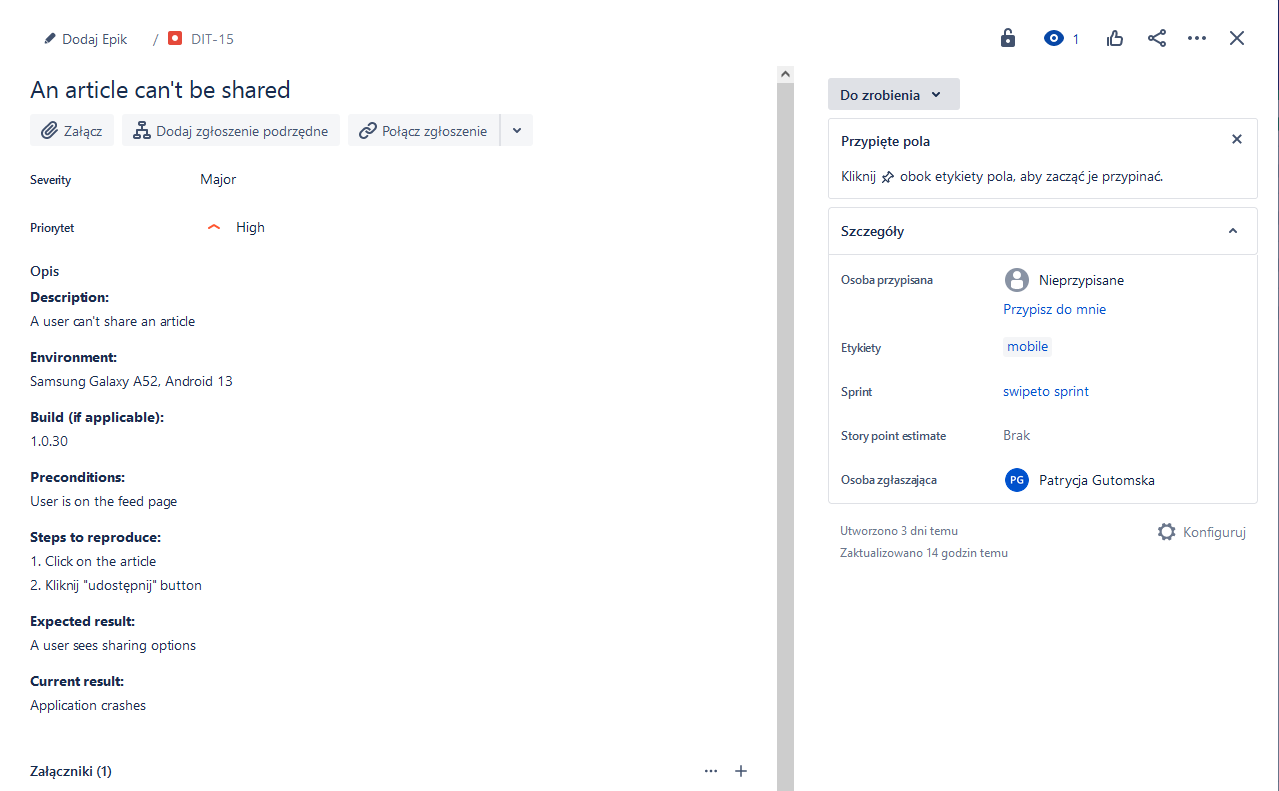 Dodaj Epik / DIT-15
1
An article can't be shared
Załącz
Dodaj zgłoszenie podrzędne
Połącz zgłoszenie
Severity
Major
Priorytet
High
Opis
Description:
A user can't share an article
Environment:
Samsung Galaxy A52, Android 13
Build (if applicable):
1.0.30
Preconditions:
User is on the feed page
Steps to reproduce:
1. Click on the article
2. Kliknij "udostępnij" button
Expected result:
A user sees sharing options
Current result:
Application crashes
Załączniki (1)
Do zrobienia
Przypięte pola
Kliknij obok etykiety pola, aby zacząć je przypinać.
Szczegóły
Osoba przypisana
Nieprzypisane
Przypisz do mnie
Etykiety
mobile
Sprint
swipeto sprint
Story point estimate
Brak
Osoba zgłaszająca
PG Patrycja Gutomska
Utworzono 3 dni temu
Konfiguruj
Zaktualizowano 14 godzin temu